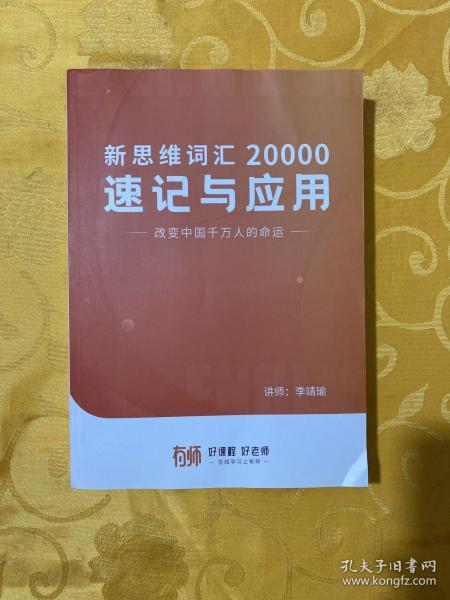 新思维词汇 20000
速记与应用
改变中国千万人的命运
讲师：李靖瑜
有师 好课程 好老师
在线学习上有师
孔夫子旧书网
www.kongfz.com